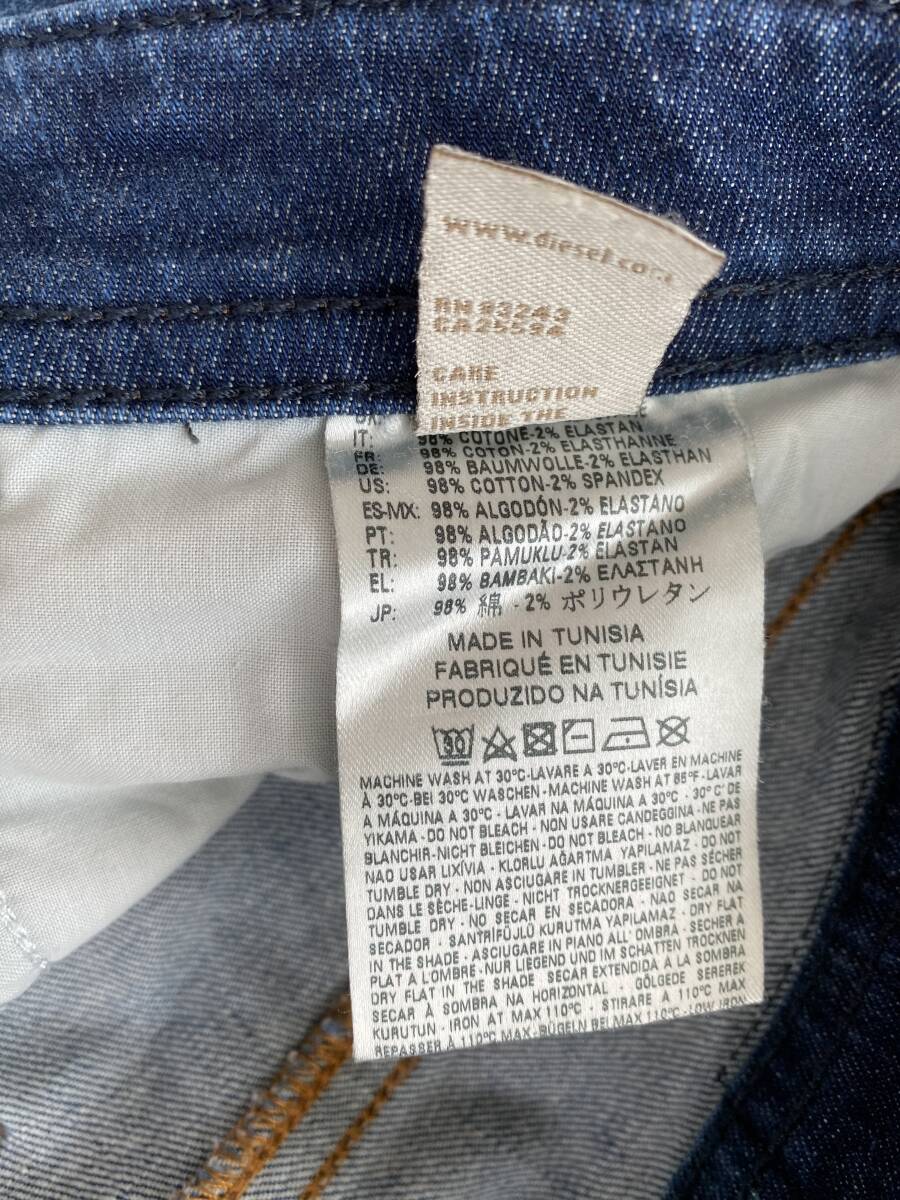 www.diesel.com
RN 93243
CA25594
CARE
INSTRUCTION
INSIDE THE
IT: 98% COTONE-2% ELASTAN
FR: 98% COTON-2% ELASTHANNE
DE: 98% BAUMWOLLE-2% ELASTHAN
US: 98% COTTON-2% SPANDEX
ES-MX: 98% ALGODÓN-2% ELASTANO
PT: 98% ALGODÃO-2% ELASTANO
TR: 98% PAMUKLU-2% ELASTAN
EL: 98% BAMBAKI-2% ΕΛΑΣΤΑΝΗ
JP: 98% 綿 - 2% ポリウレタン
MADE IN TUNISIA
FABRIQUÉ EN TUNISIE
PRODUZIDO NA TUNÍSIA
30
MACHINE WASH AT 30°C-LAVARE A 30°C-LAVER EN MACHINE
À 30°C-BEI 30°C WASCHEN-MACHINE WASH AT 85°F-LAVAR
A MÁQUINA A 30°C - LAVAR NA MÁQUINA A 30°C - 30°C'DE
YIKAMA - DO NOT BLEACH - NON USARE CANDEGGINA - NE PAS
BLANCHIR-NICHT BLEICHEN - DO NOT BLEACH - NO BLANQUEAR
NAO USAR LIXÍVIA - KLORLU AĞARTMA YAPILAMAZ - DO NOT
TUMBLE DRY - NON ASCIUGARE IN TUMBLER - NE PAS SÉCHER
DANS LE SÈCHE-LINGE - NICHT TROCKNERGEEIGNET - DO NOT
TUMBLE DRY - NO SECAR EN SECADORA - NAO SECAR NA
SECADOR - SANTRİFÜJLÜ KURUTMA YAPILAMAZ - DRY FLAT
IN THE SHADE - ASCIUGARE IN PIANO ALL' OMBRA - SÉCHER A
PLAT A L'OMBRE - NUR LIEGEND UND IM SCHATTEN TROCKNEN
DRY FLAT IN THE SHADE SECAR EXTENDIDA A LA SOMBRA
SECAR À SOMBRA NA HORIZONTAL - GÖLGEDE SEREREK
KURUTUN - IRON AT MAX 110°C - STIRARE A 110°C MAX
REPASSER À 110°C MAX - BÜGELN BEI MAX 110°C - LOW IRON